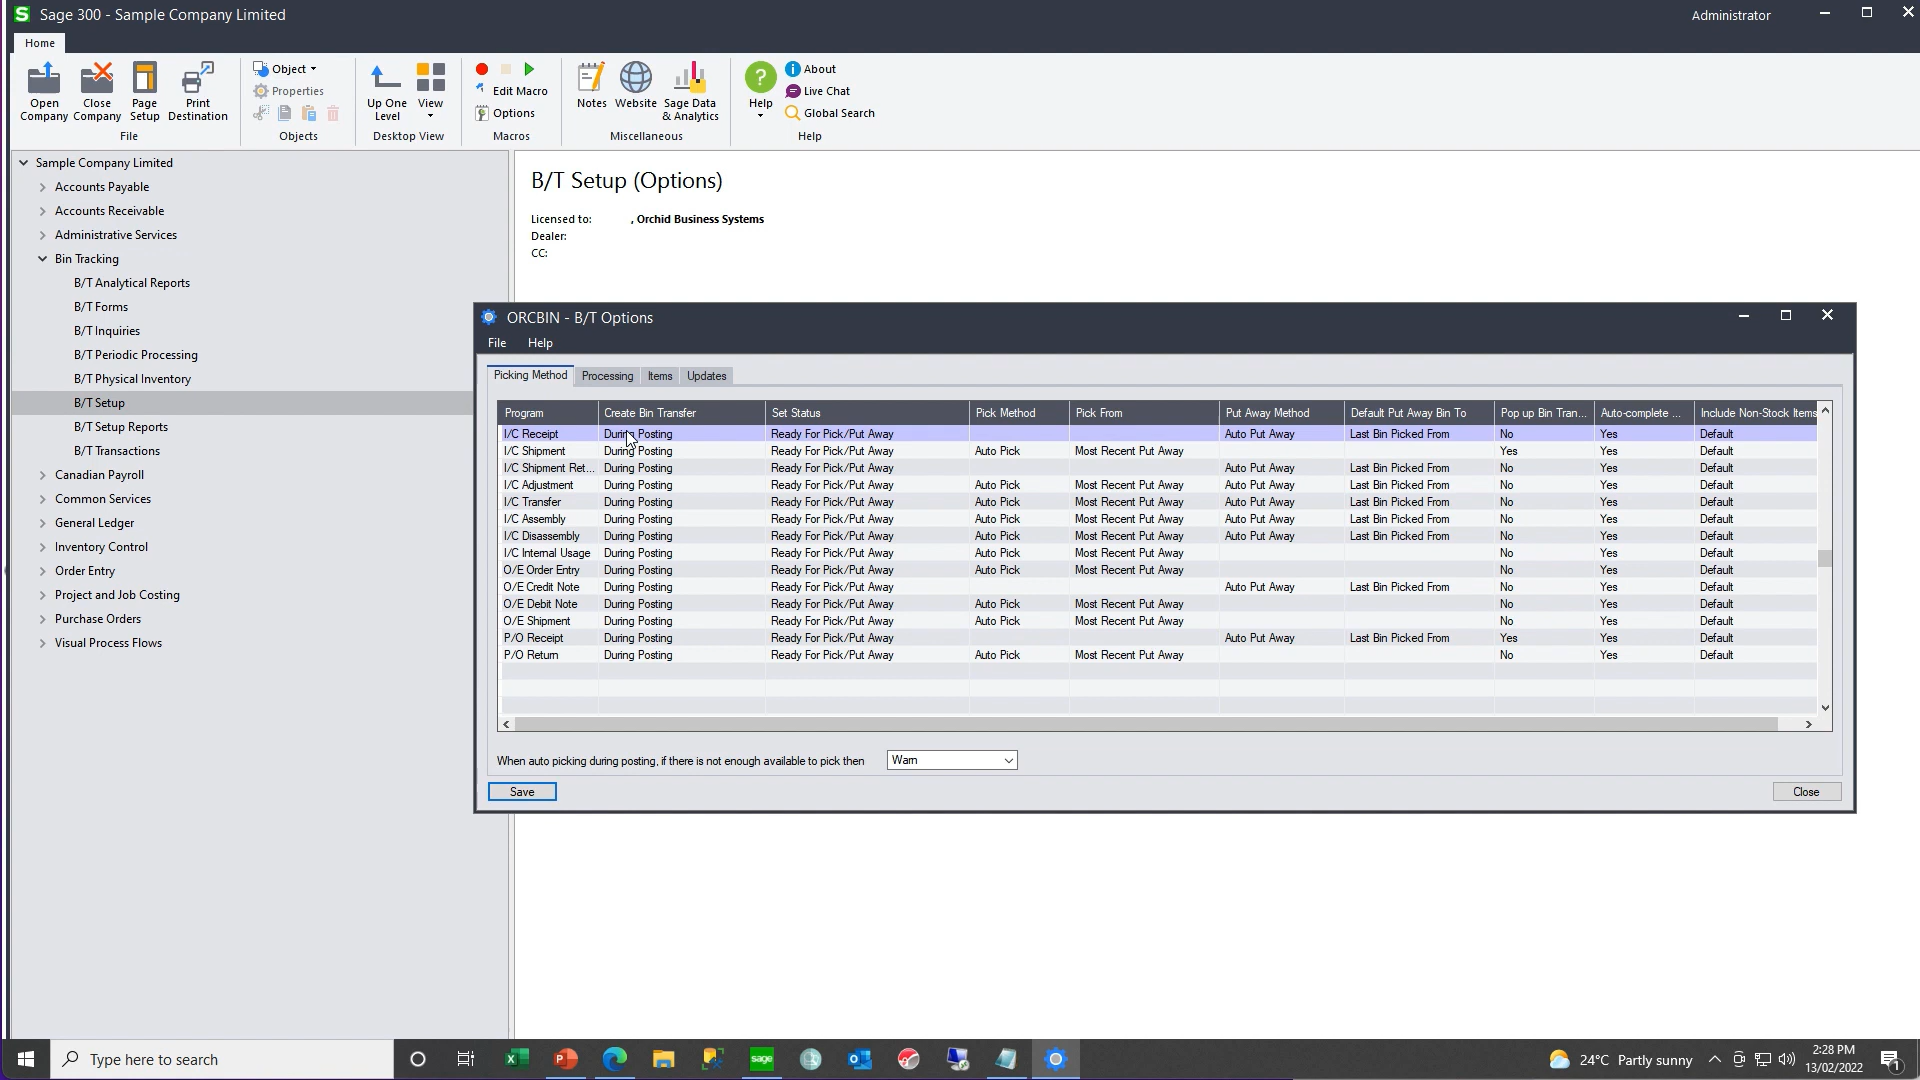 Sage 300 - Sample Company Limited
Administrator
Home
Open Company
Close Company
Page Setup
Print Destination
File
Object
Properties
Objects
Up One Level
View
Desktop View
Edit Macro
Options
Macros
Notes
Website
Sage Data & Analytics
Miscellaneous
Help
About
Live Chat
Global Search
Help
Sample Company Limited
Accounts Payable
Accounts Receivable
Administrative Services
Bin Tracking
B/T Analytical Reports
B/T Forms
B/T Inquiries
B/T Periodic Processing
B/T Physical Inventory
B/T Setup
B/T Setup Reports
B/T Transactions
Canadian Payroll
Common Services
General Ledger
Inventory Control
Order Entry
Project and Job Costing
Purchase Orders
Visual Process Flows
B/T Setup (Options)
Licensed to: , Orchid Business Systems
Dealer:
CC:
ORCBIN - B/T Options
File Help
Picking Method Processing Items Updates
Program Create Bin Transfer Set Status Pick Method Pick From Put Away Method Default Put Away Bin To Pop up Bin Tran... Auto-complete ... Include Non-Stock Items
I/C Receipt During Posting Ready For Pick/Put Away Auto Put Away Last Bin Picked From No Yes Default
I/C Shipment During Posting Ready For Pick/Put Away Auto Pick Most Recent Put Away Yes Yes Default
I/C Shipment Ret... During Posting Ready For Pick/Put Away Auto Put Away Last Bin Picked From No Yes Default
I/C Adjustment During Posting Ready For Pick/Put Away Auto Pick Most Recent Put Away Auto Put Away Last Bin Picked From No Yes Default
I/C Transfer During Posting Ready For Pick/Put Away Auto Pick Most Recent Put Away Auto Put Away Last Bin Picked From No Yes Default
I/C Assembly During Posting Ready For Pick/Put Away Auto Pick Most Recent Put Away Auto Put Away Last Bin Picked From No Yes Default
I/C Disassembly During Posting Ready For Pick/Put Away Auto Pick Most Recent Put Away Auto Put Away Last Bin Picked From No Yes Default
I/C Internal Usage During Posting Ready For Pick/Put Away Auto Pick Most Recent Put Away No Yes Default
O/E Order Entry During Posting Ready For Pick/Put Away Auto Pick Most Recent Put Away No Yes Default
O/E Credit Note During Posting Ready For Pick/Put Away Auto Put Away Last Bin Picked From No Yes Default
O/E Debit Note During Posting Ready For Pick/Put Away Auto Pick Most Recent Put Away No Yes Default
O/E Shipment During Posting Ready For Pick/Put Away Auto Pick Most Recent Put Away No Yes Default
P/O Receipt During Posting Ready For Pick/Put Away Auto Put Away Last Bin Picked From Yes Yes Default
P/O Return During Posting Ready For Pick/Put Away Auto Pick Most Recent Put Away No Yes Default
When auto picking during posting, if there is not enough available to pick then Warn
Save
Close
Type here to search
sage
24°C Partly sunny
2:28 PM
13/02/2022
1